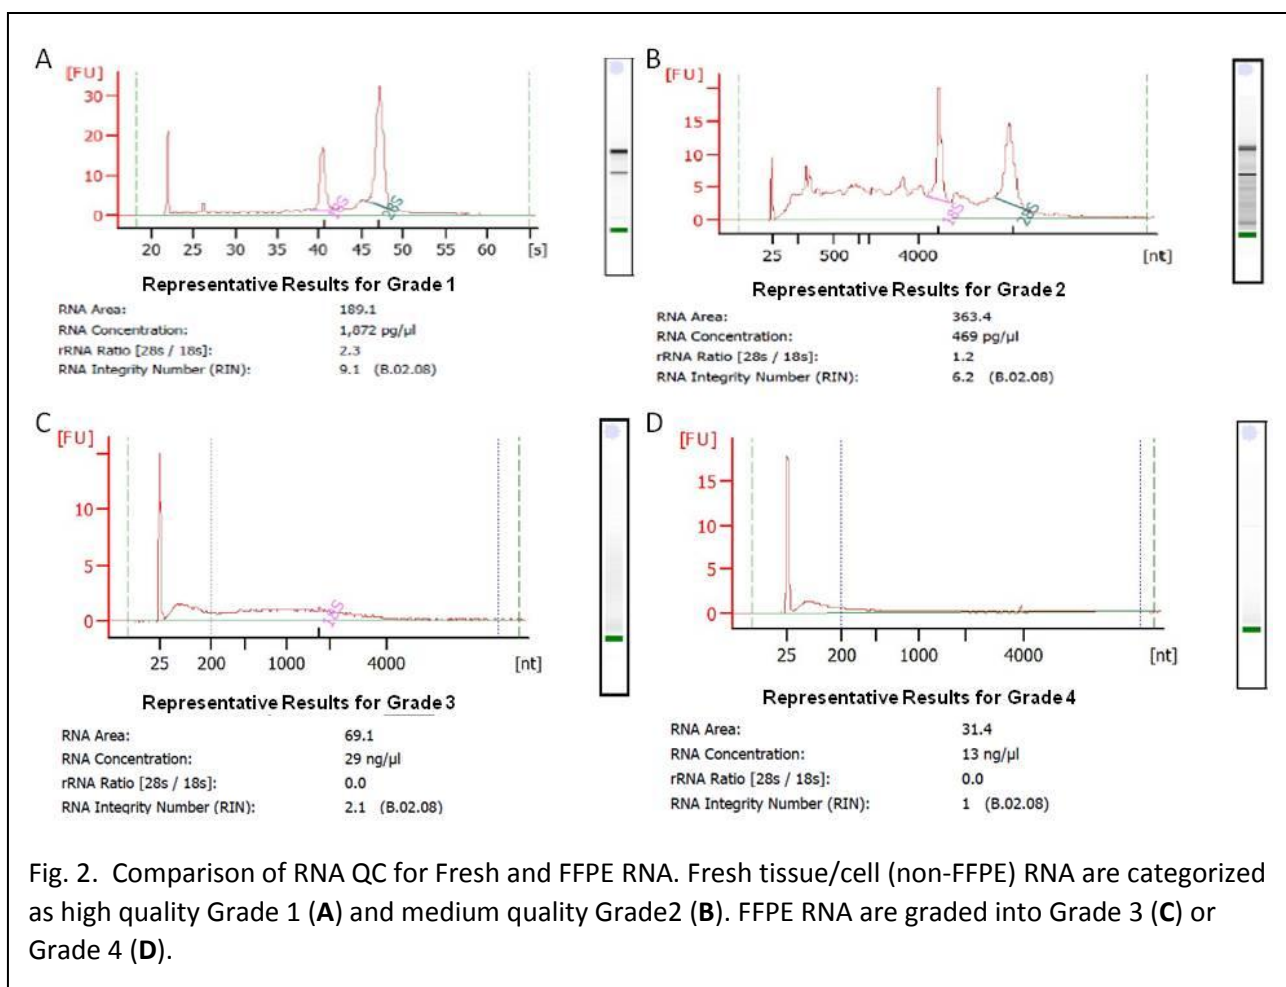 A
[FU]
30
20
10
0
18S
28S
20 25 30 35 40 45 50 55 60 [s]
Representative Results for Grade 1
RNA Area: 189.1
RNA Concentration: 1,872 pg/µl
rRNA Ratio [28s / 18s]: 2.3
RNA Integrity Number (RIN): 9.1 (B.02.08)
B
[FU]
15
10
5
0
18S
28S
25 500 4000 [nt]
Representative Results for Grade 2
RNA Area: 363.4
RNA Concentration: 469 pg/µl
rRNA Ratio [28s / 18s]: 1.2
RNA Integrity Number (RIN): 6.2 (B.02.08)
C
[FU]
10
5
0
18S
25 200 1000 4000 [nt]
Representative Results for Grade 3
RNA Area: 69.1
RNA Concentration: 29 ng/µl
rRNA Ratio [28s / 18s]: 0.0
RNA Integrity Number (RIN): 2.1 (B.02.08)
D
[FU]
15
10
5
0
25 200 1000 4000 [nt]
Representative Results for Grade 4
RNA Area: 31.4
RNA Concentration: 13 ng/µl
rRNA Ratio [28s / 18s]: 0.0
RNA Integrity Number (RIN): 1 (B.02.08)
Fig. 2. Comparison of RNA QC for Fresh and FFPE RNA. Fresh tissue/cell (non-FFPE) RNA are categorized
as high quality Grade 1 (A) and medium quality Grade2 (B). FFPE RNA are graded into Grade 3 (C) or
Grade 4 (D).